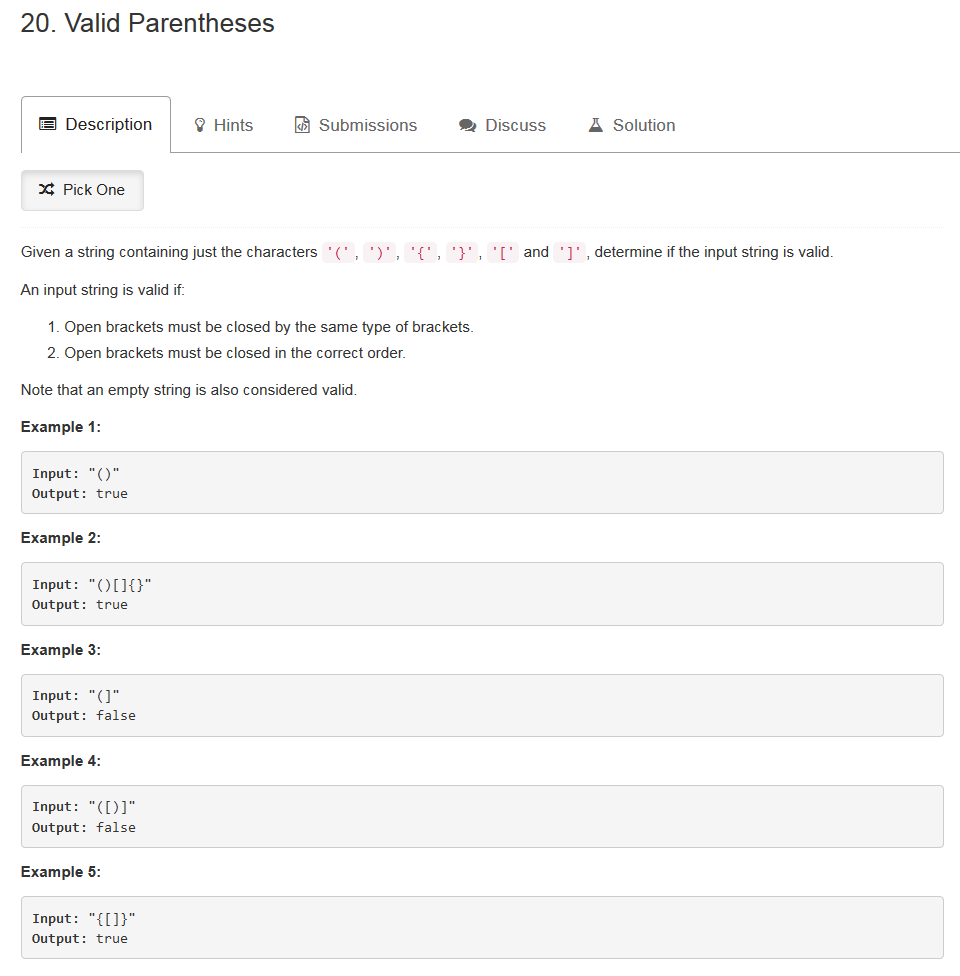 20. Valid Parentheses
Description
Hints
Submissions
Discuss
Solution
Pick One
Given a string containing just the characters '(', ')', '{', '}', '[' and ']', determine if the input string is valid.
An input string is valid if:
1. Open brackets must be closed by the same type of brackets.
2. Open brackets must be closed in the correct order.
Note that an empty string is also considered valid.
Example 1:
Input: "()"
Output: true
Example 2:
Input: "()[]{}"
Output: true
Example 3:
Input: "(]"
Output: false
Example 4:
Input: "([)]"
Output: false
Example 5:
Input: "{[]}"
Output: true